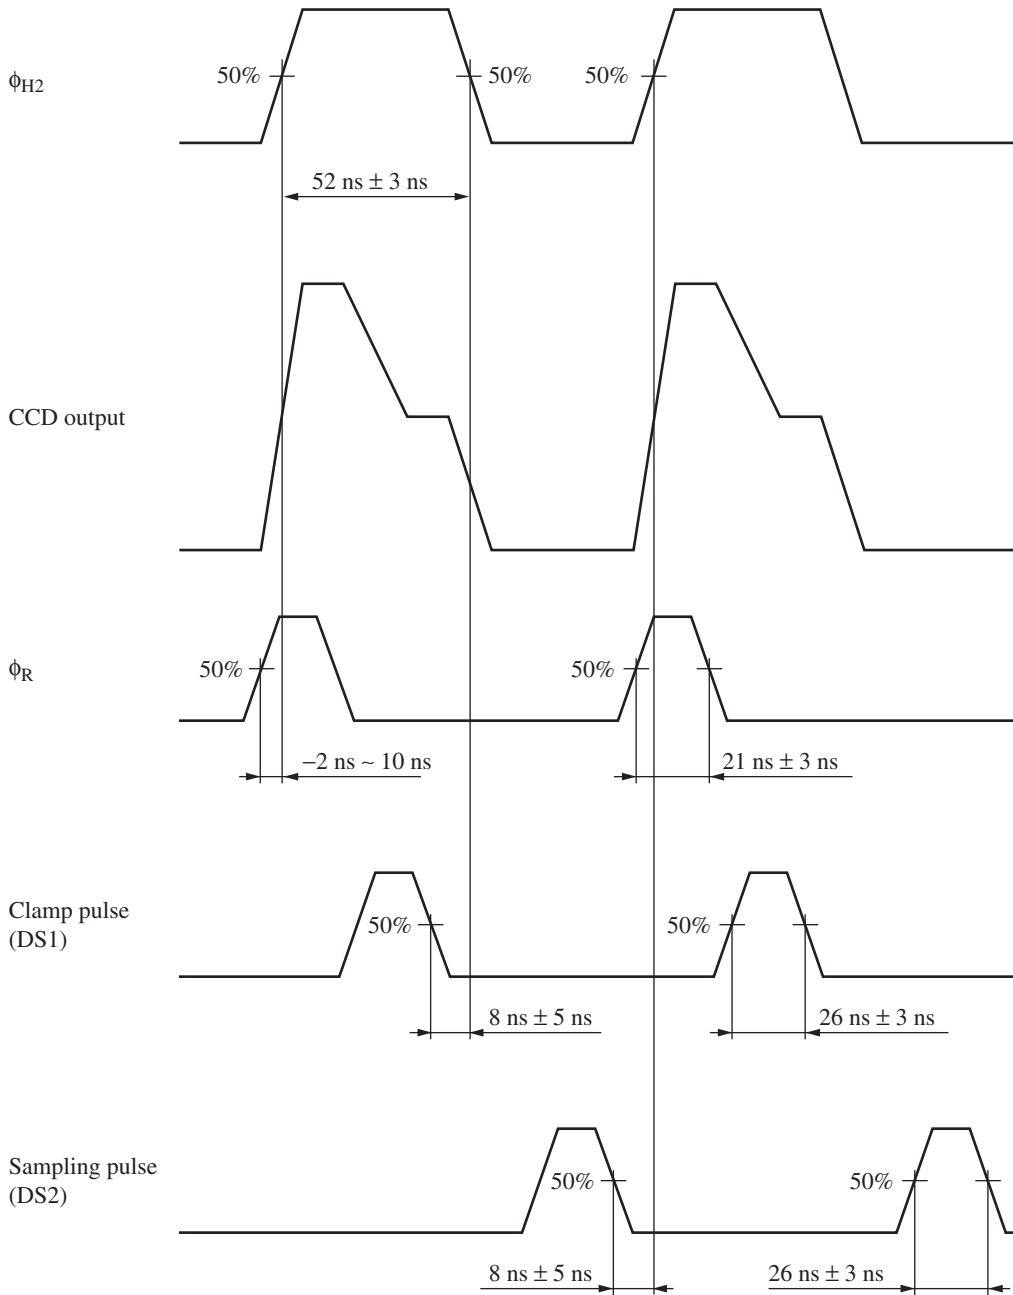 ϕH2
50%
50%
50%
52 ns ± 3 ns
CCD output
ϕR
50%
50%
−2 ns ~ 10 ns
21 ns ± 3 ns
Clamp pulse
(DS1)
50%
50%
8 ns ± 5 ns
26 ns ± 3 ns
Sampling pulse
(DS2)
50%
50%
8 ns ± 5 ns
26 ns ± 3 ns